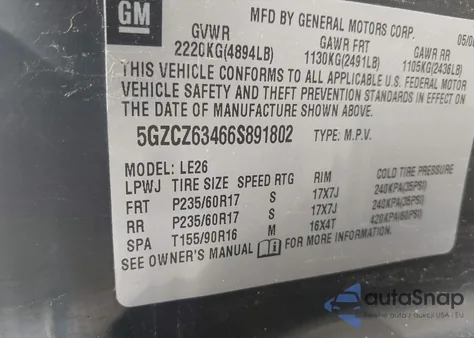 GM
MFD BY GENERAL MOTORS CORP.
GVWR GAWR FRT GAWR RR
2220KG(4894LB) 1130KG(2491LB) 1105KG(2436LB)
THIS VEHICLE CONFORMS TO ALL APPLICABLE U.S. FEDERAL MOTOR
VEHICLE SAFETY AND THEFT PREVENTION STANDARDS IN EFFECT ON
THE DATE OF MANUFACTURE SHOWN ABOVE.
5GZCZ63466S891802 TYPE: M.P.V.
MODEL: LE26
LPWJ TIRE SIZE SPEED RTG RIM COLD TIRE PRESSURE
FRT P235/60R17 S 17X7J 240KPA(35PSI)
RR P235/60R17 S 17X7J 240KPA(35PSI)
SPA T155/90R16 M 16X4T 420KPA(60PSI)
SEE OWNER'S MANUAL i FOR MORE INFORMATION.
autoSnap